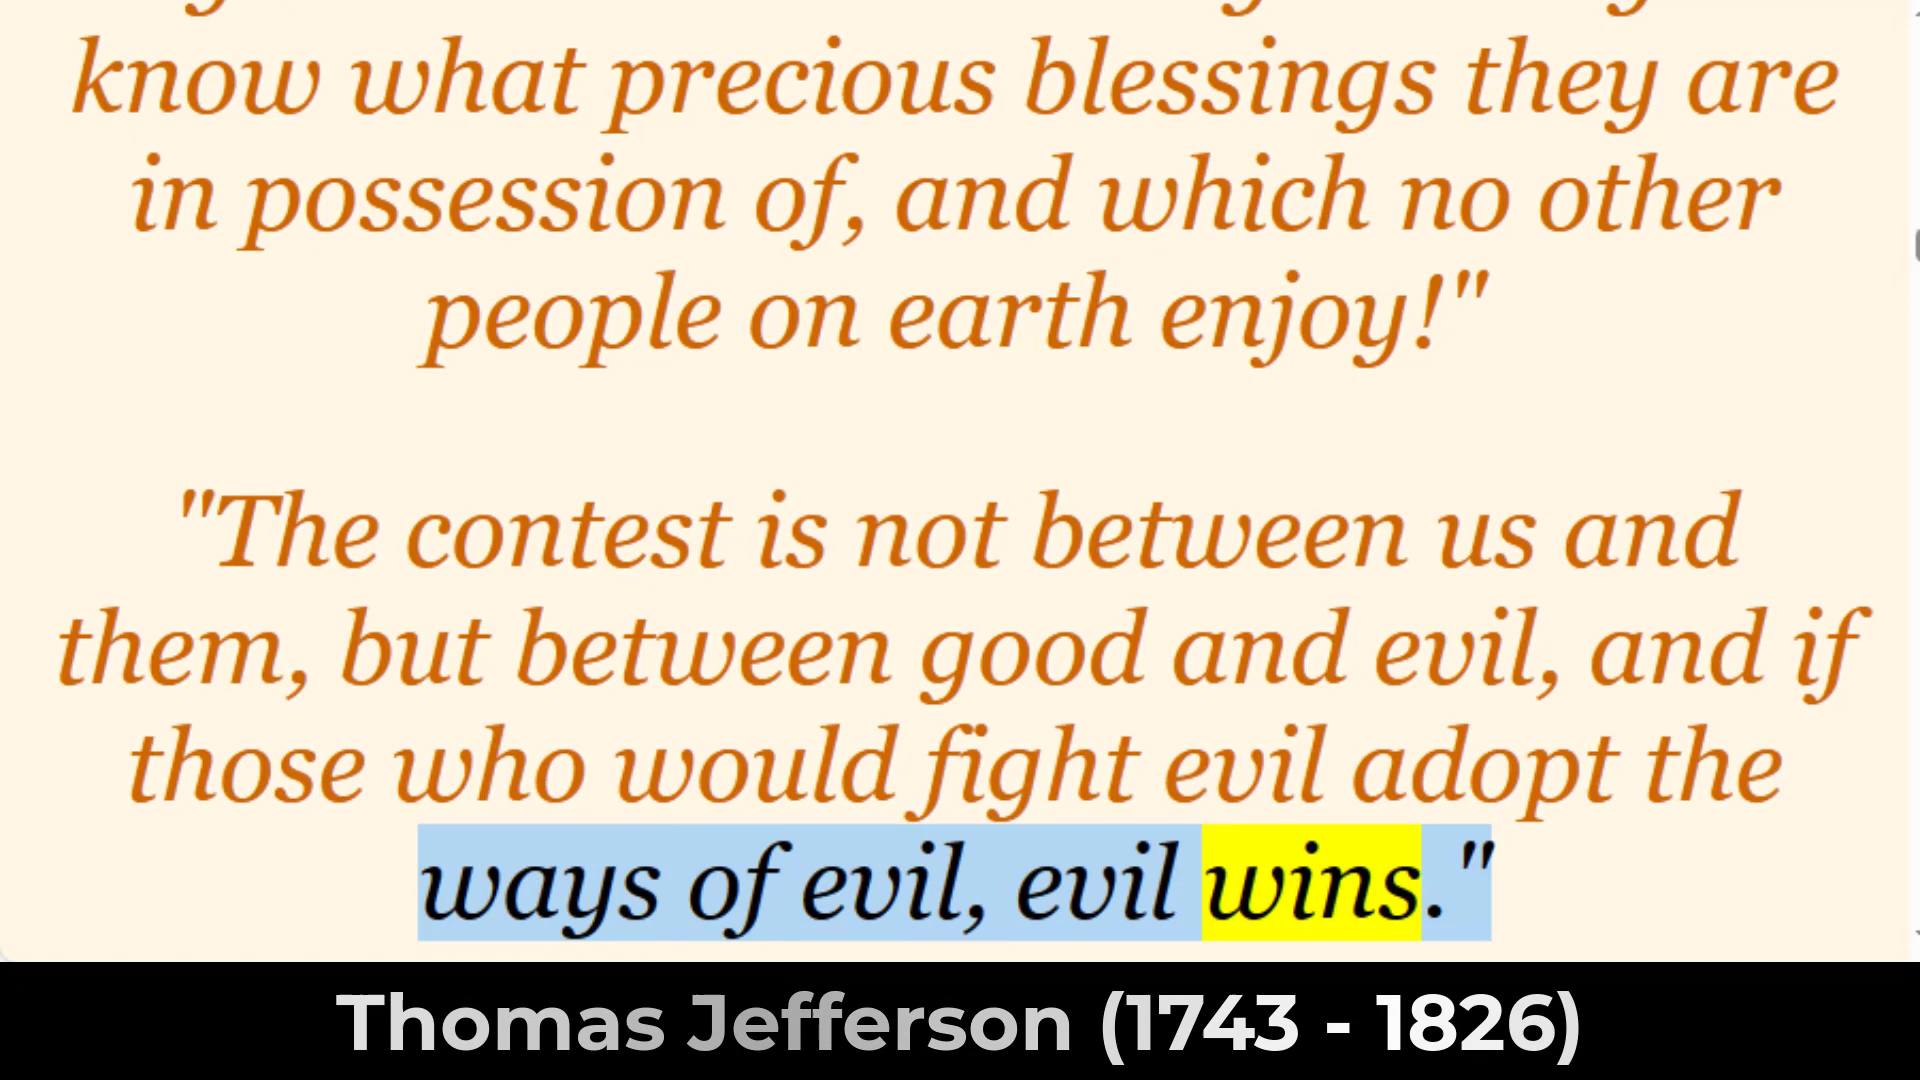 know what precious blessings they are
in possession of, and which no other
people on earth enjoy!"
"The contest is not between us and
them, but between good and evil, and if
those who would fight evil adopt the
ways of evil, evil wins."
Thomas Jefferson (1743 - 1826)